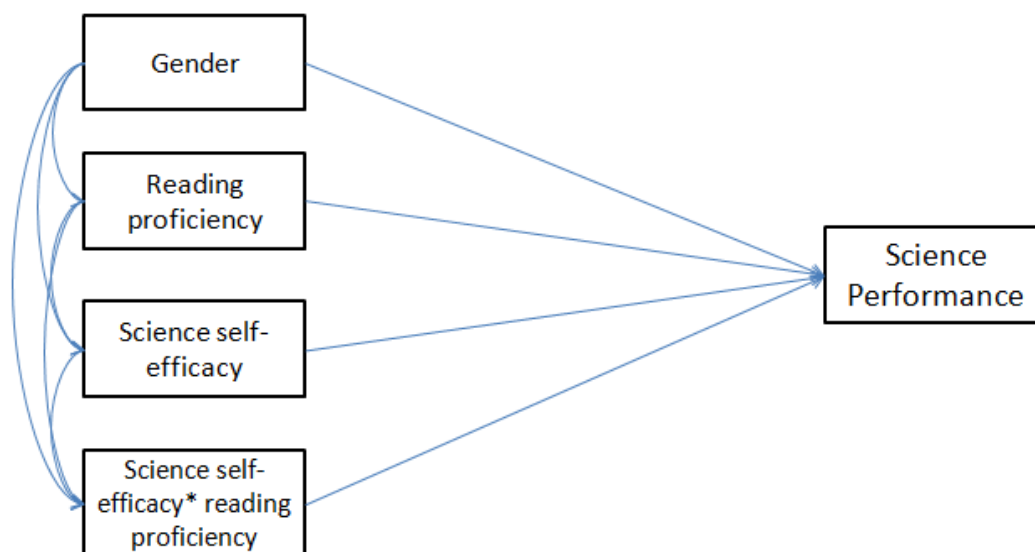 Gender
Reading
proficiency
Science self-
efficacy
Science self-
efficacy* reading
proficiency
Science
Performance